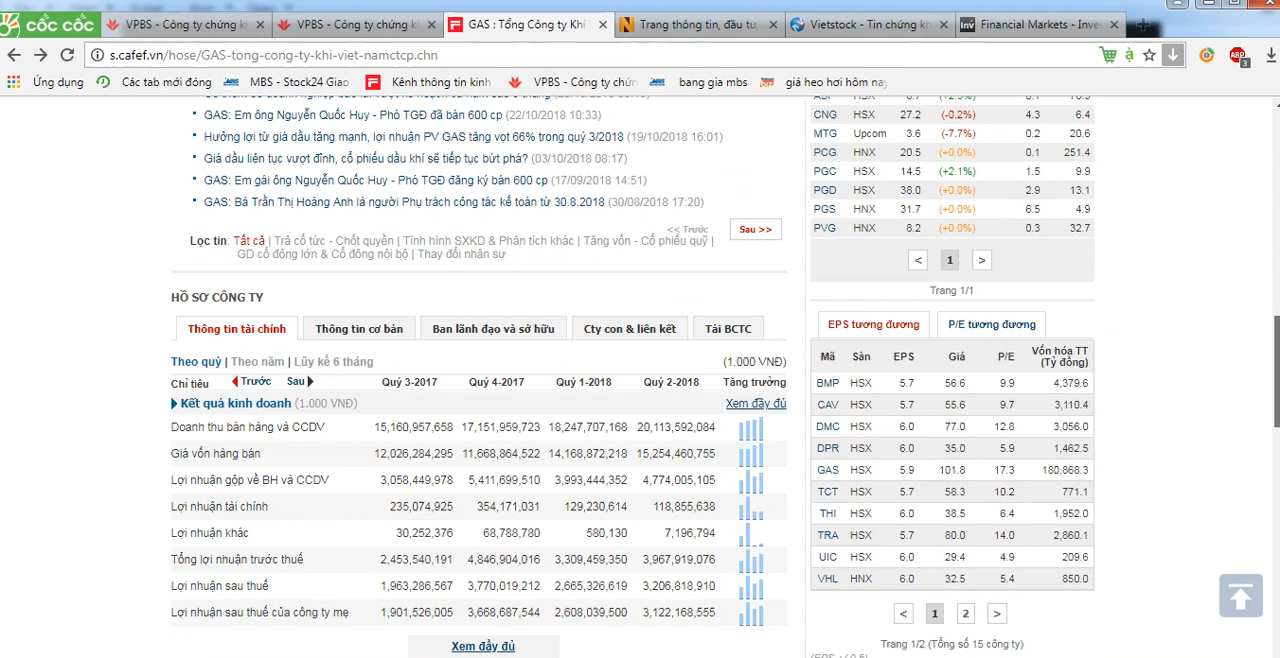 cốc cốc
VPBS - Công ty chứng k
VPBS - Công ty chứng k
GAS : Tổng Công ty Khí
Trang thông tin, đầu tư
Vietstock - Tin chứng kh
Financial Markets - Inve
s.cafef.vn/hose/GAS-tong-cong-ty-khi-viet-namctcp.chn
Ứng dụng
Các tab mới đóng
MBS - Stock24 Giao
Kênh thông tin kinh
VPBS - Công ty chứn
bang gia mbs
giá heo hơi hôm nay
GAS: Em ông Nguyễn Quốc Huy - Phó TGĐ đã bán 600 cp (22/10/2018 10:33)
Hưởng lợi từ giá dầu tăng mạnh, lợi nhuận PV GAS tăng vọt 66% trong quý 3/2018 (19/10/2018 16:01)
Giá dầu liên tục vượt đỉnh, cổ phiếu dầu khí sẽ tiếp tục bứt phá? (03/10/2018 08:17)
GAS: Em gái ông Nguyễn Quốc Huy - Phó TGĐ đăng ký bán 600 cp (17/09/2018 14:51)
GAS: Bà Trần Thị Hoàng Anh là người Phụ trách công tác kế toán từ 30.8.2018 (30/08/2018 17:20)
<< Trước Sau >>
Lọc tin: Tất cả | Trả cổ tức - Chốt quyền | Tình hình SXKD & Phân tích khác | Tăng vốn - Cổ phiếu quỹ |
GD cổ đông lớn & Cổ đông nội bộ | Thay đổi nhân sự
HỒ SƠ CÔNG TY
Thông tin tài chính Thông tin cơ bản Ban lãnh đạo và sở hữu Cty con & liên kết Tải BCTC
Theo quý | Theo năm | Lũy kế 6 tháng (1.000 VNĐ)
Chỉ tiêu Trước Sau Quý 3-2017 Quý 4-2017 Quý 1-2018 Quý 2-2018 Tăng trưởng
Kết quả kinh doanh (1.000 VNĐ) Xem đầy đủ
Doanh thu bán hàng và CCDV 15,160,957,658 17,151,959,723 18,247,707,168 20,113,592,084
Giá vốn hàng bán 12,026,284,295 11,668,864,522 14,168,872,218 15,254,460,755
Lợi nhuận gộp về BH và CCDV 3,058,449,978 5,411,699,510 3,993,444,352 4,774,005,105
Lợi nhuận tài chính 235,074,925 354,171,031 129,230,614 118,855,638
Lợi nhuận khác 30,252,376 68,788,780 580,130 7,196,794
Tổng lợi nhuận trước thuế 2,453,540,191 4,846,904,016 3,309,459,350 3,967,919,076
Lợi nhuận sau thuế 1,963,286,567 3,770,019,212 2,665,326,619 3,206,818,910
Lợi nhuận sau thuế của công ty mẹ 1,901,526,005 3,668,687,544 2,608,039,500 3,122,168,555
Xem đầy đủ
CNG HSX 27.2 (-0.2%) 4.3 6.4
MTG Upcom 3.6 (-7.7%) 0.2 20.6
PCG HNX 20.5 (+0.0%) 0.1 251.4
PGC HSX 14.5 (+2.1%) 1.5 9.9
PGD HSX 38.0 (+0.0%) 2.9 13.1
PGS HNX 31.7 (+0.0%) 6.5 4.9
PVG HNX 8.2 (+0.0%) 0.3 32.7
< 1 >
Trang 1/1
EPS tương đương P/E tương đương
Mã Sàn EPS Giá P/E Vốn hóa TT
(Tỷ đồng)
BMP HSX 5.7 56.6 9.9 4,379.6
CAV HSX 5.7 55.6 9.7 3,110.4
DMC HSX 6.0 77.0 12.8 3,056.0
DPR HSX 6.0 35.0 5.9 1,462.5
GAS HSX 5.9 101.8 17.3 180,868.3
TCT HSX 5.7 58.3 10.2 771.1
THI HSX 6.0 38.5 6.4 1,952.0
TRA HSX 5.7 80.0 14.0 2,860.1
UIC HSX 6.0 29.4 4.9 209.6
VHL HNX 6.0 32.5 5.4 850.0
< 1 2 >
Trang 1/2 (Tổng số 15 công ty)